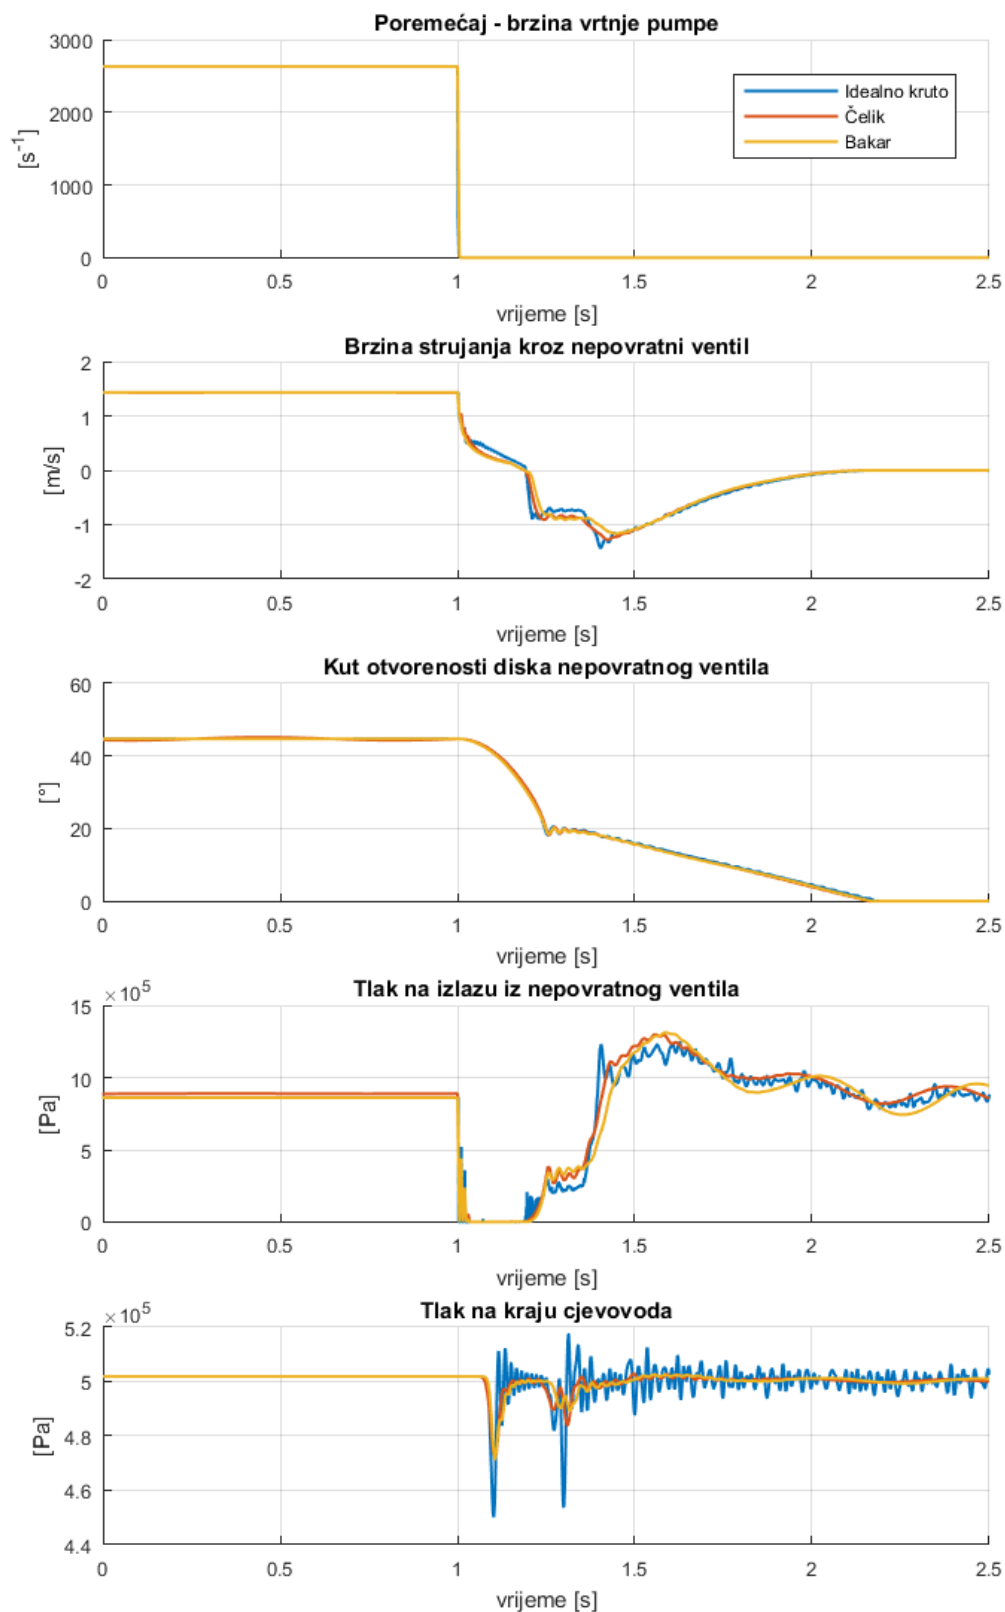 Poremećaj - brzina vrtnje pumpe
3000
2000
1000
0
[s-1]
Idealno kruto
Čelik
Bakar
0 0.5 1 1.5 2 2.5
vrijeme [s]
Brzina strujanja kroz nepovratni ventil
2
1
0
-1
-2
[m/s]
0 0.5 1 1.5 2 2.5
vrijeme [s]
Kut otvorenosti diska nepovratnog ventila
60
40
20
0
[°]
0 0.5 1 1.5 2 2.5
vrijeme [s]
Tlak na izlazu iz nepovratnog ventila
×10^5
15
10
5
0
[Pa]
0 0.5 1 1.5 2 2.5
vrijeme [s]
Tlak na kraju cjevovoda
×10^5
5.2
5
4.8
4.6
4.4
[Pa]
0 0.5 1 1.5 2 2.5
vrijeme [s]